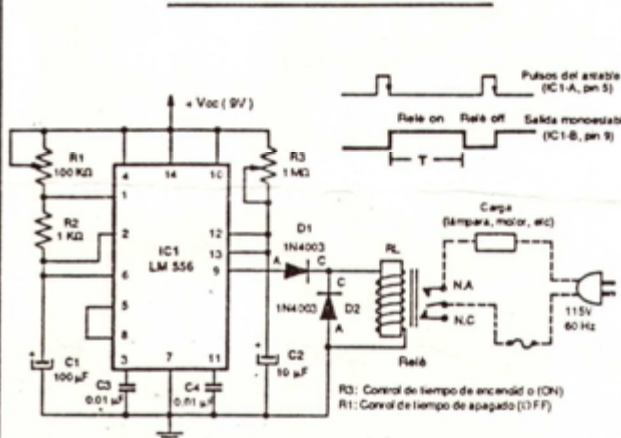 + Vcc ( 9V )
Pulsos del astable
(IC1-A, pin 5)
Relé on
Relé off
Salida monoestable
(IC1-B, pin 9)
T
R1
100 KΩ
R2
1 KΩ
4
14
10
1
2
6
5
8
3
7
11
12
13
9
IC1
LM 556
R3
1 MΩ
D1
1N4003
A
C
C
1N4003
D2
A
RL
Relé
Carga
(lámpara, motor, etc)
N.A
N.C
115V
60 Hz
C1
100 µF
C3
0.01 µF
C4
0.01 µF
C2
10 µF
R3: Control de tiempo de encendido (ON)
R1: Control de tiempo de apagado (OFF)